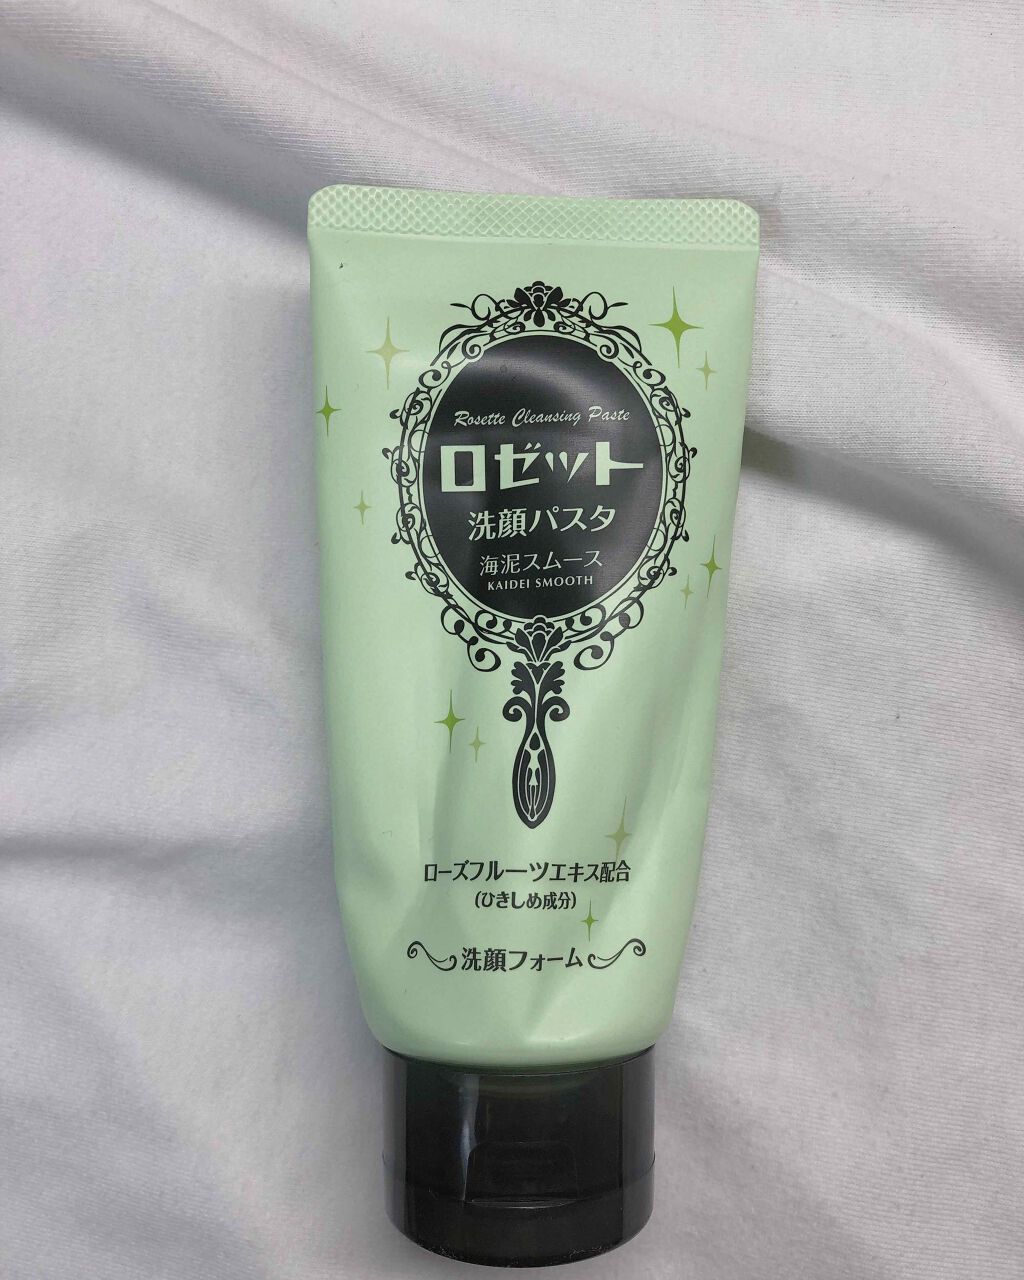 Rosette Cleansing Paste
ロゼット
洗顔パスタ
海泥スムース
KAIDEI SMOOTH
ローズフルーツエキス配合
(ひきしめ成分)
洗顔フォーム